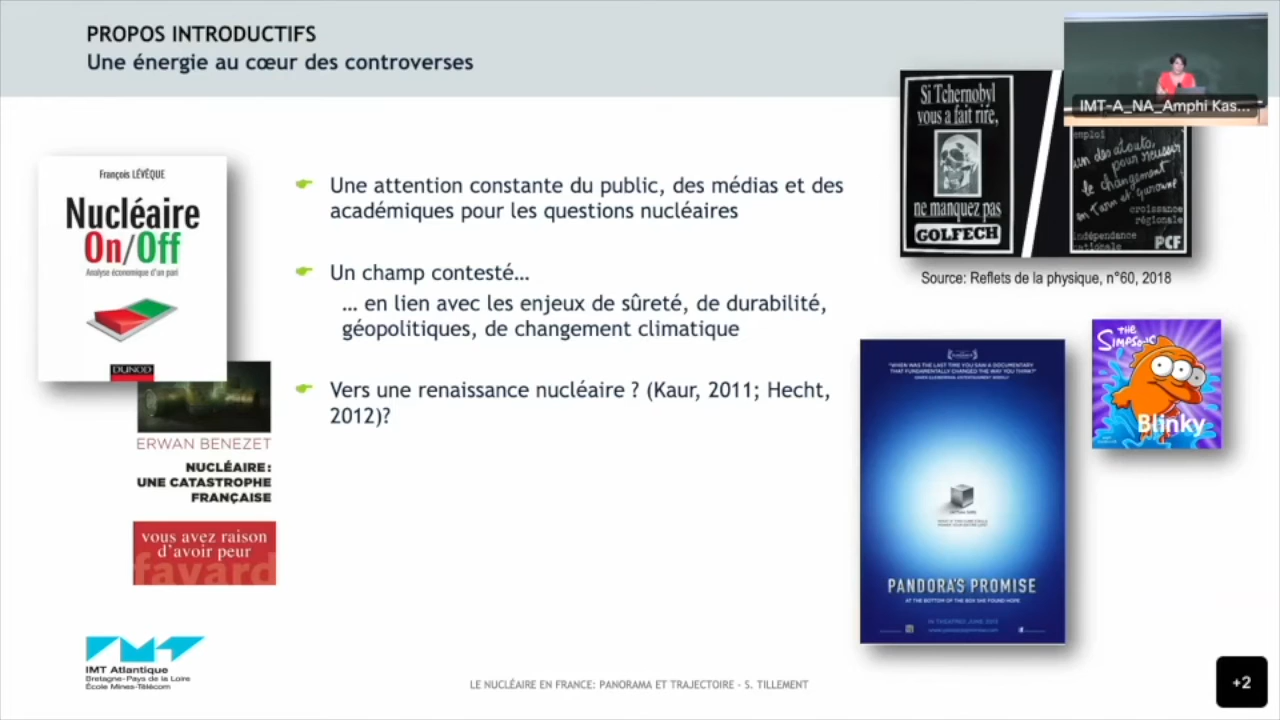 PROPOS INTRODUCTIFS
Une énergie au cœur des controverses
IMT-A_NA_Amphi Kas...
François LÉVÊQUE
Nucléaire
On/Off
Analyse économique d'un pari
DUNOD
ERWAN BENEZET
NUCLÉAIRE:
UNE CATASTROPHE
FRANÇAISE
vous avez raison
d'avoir peur
fayard
Une attention constante du public, des médias et des
académiques pour les questions nucléaires
Un champ contesté…
… en lien avec les enjeux de sûreté, de durabilité,
géopolitiques, de changement climatique
Vers une renaissance nucléaire ? (Kaur, 2011; Hecht,
2012)?
Si Tchernobyl
vous a fait rire,
ne manquez pas
GOLFECH
emploi
des atouts,
pour réussir
le changement
en Tarn et Garonne
croissance
régionale
PCF
Source: Reflets de la physique, n°60, 2018
"WHEN WAS THE LAST TIME YOU SAW A DOCUMENTARY
THAT FUNDAMENTALLY CHANGED THE WAY YOU THINK?"
PANDORA'S PROMISE
AT THE BOTTOM OF THE BOX SHE FOUND HOPE
IN THEATERS JUNE 2013
THE
SIMPSONS
Blinky
IMT Atlantique
Bretagne-Pays de la Loire
École Mines-Télécom
LE NUCLÉAIRE EN FRANCE: PANORAMA ET TRAJECTOIRE – S. TILLEMENT
+2